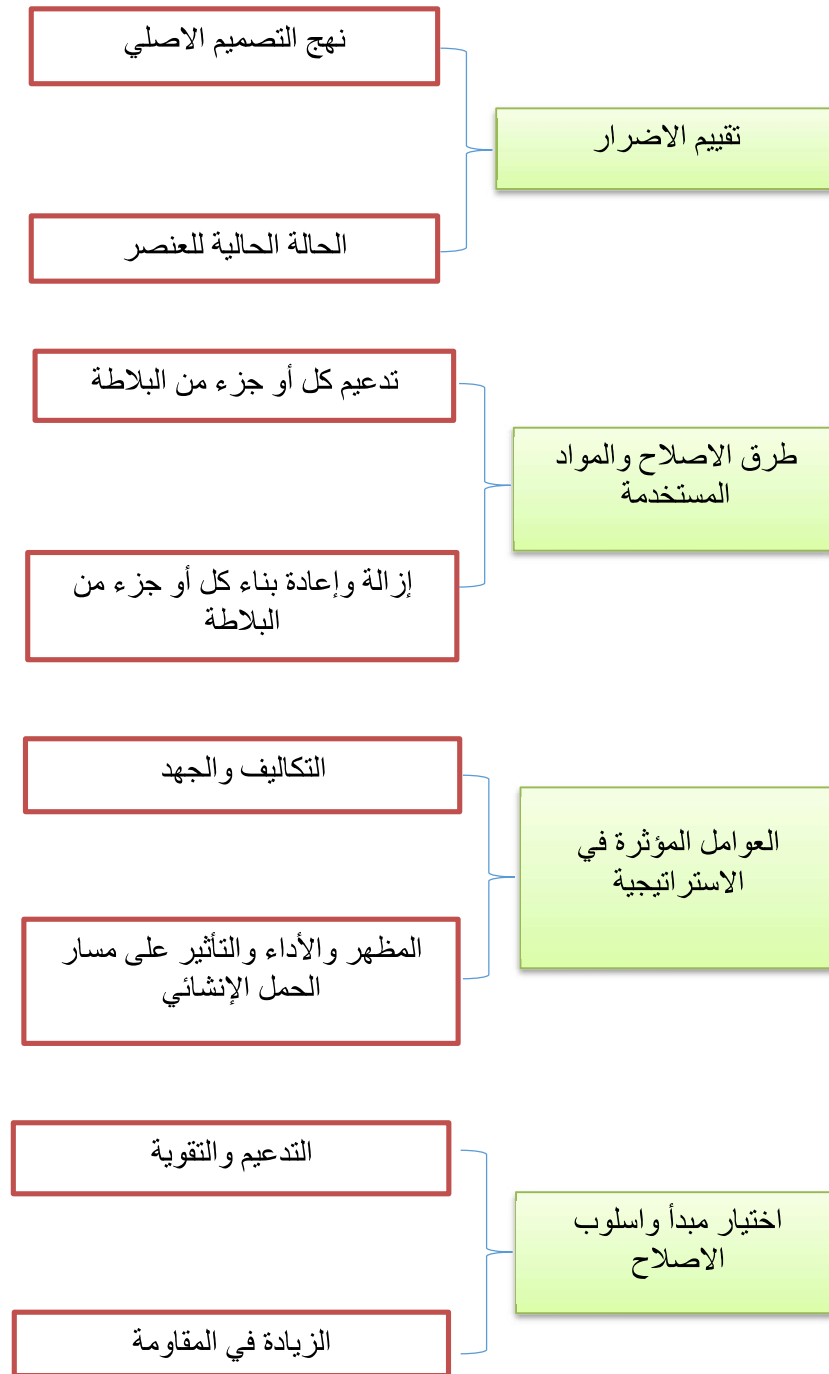 نهج التصميم الاصلي
تقييم الاضرار
الحالة الحالية للعنصر
تدعيم كل أو جزء من البلاطة
طرق الاصلاح والمواد
المستخدمة
إزالة وإعادة بناء كل أو جزء من
البلاطة
التكاليف والجهد
العوامل المؤثرة في
الاستراتيجية
المظهر والأداء والتأثير على مسار
الحمل الإنشائي
التدعيم والتقوية
اختيار مبدأ واسلوب
الاصلاح
الزيادة في المقاومة